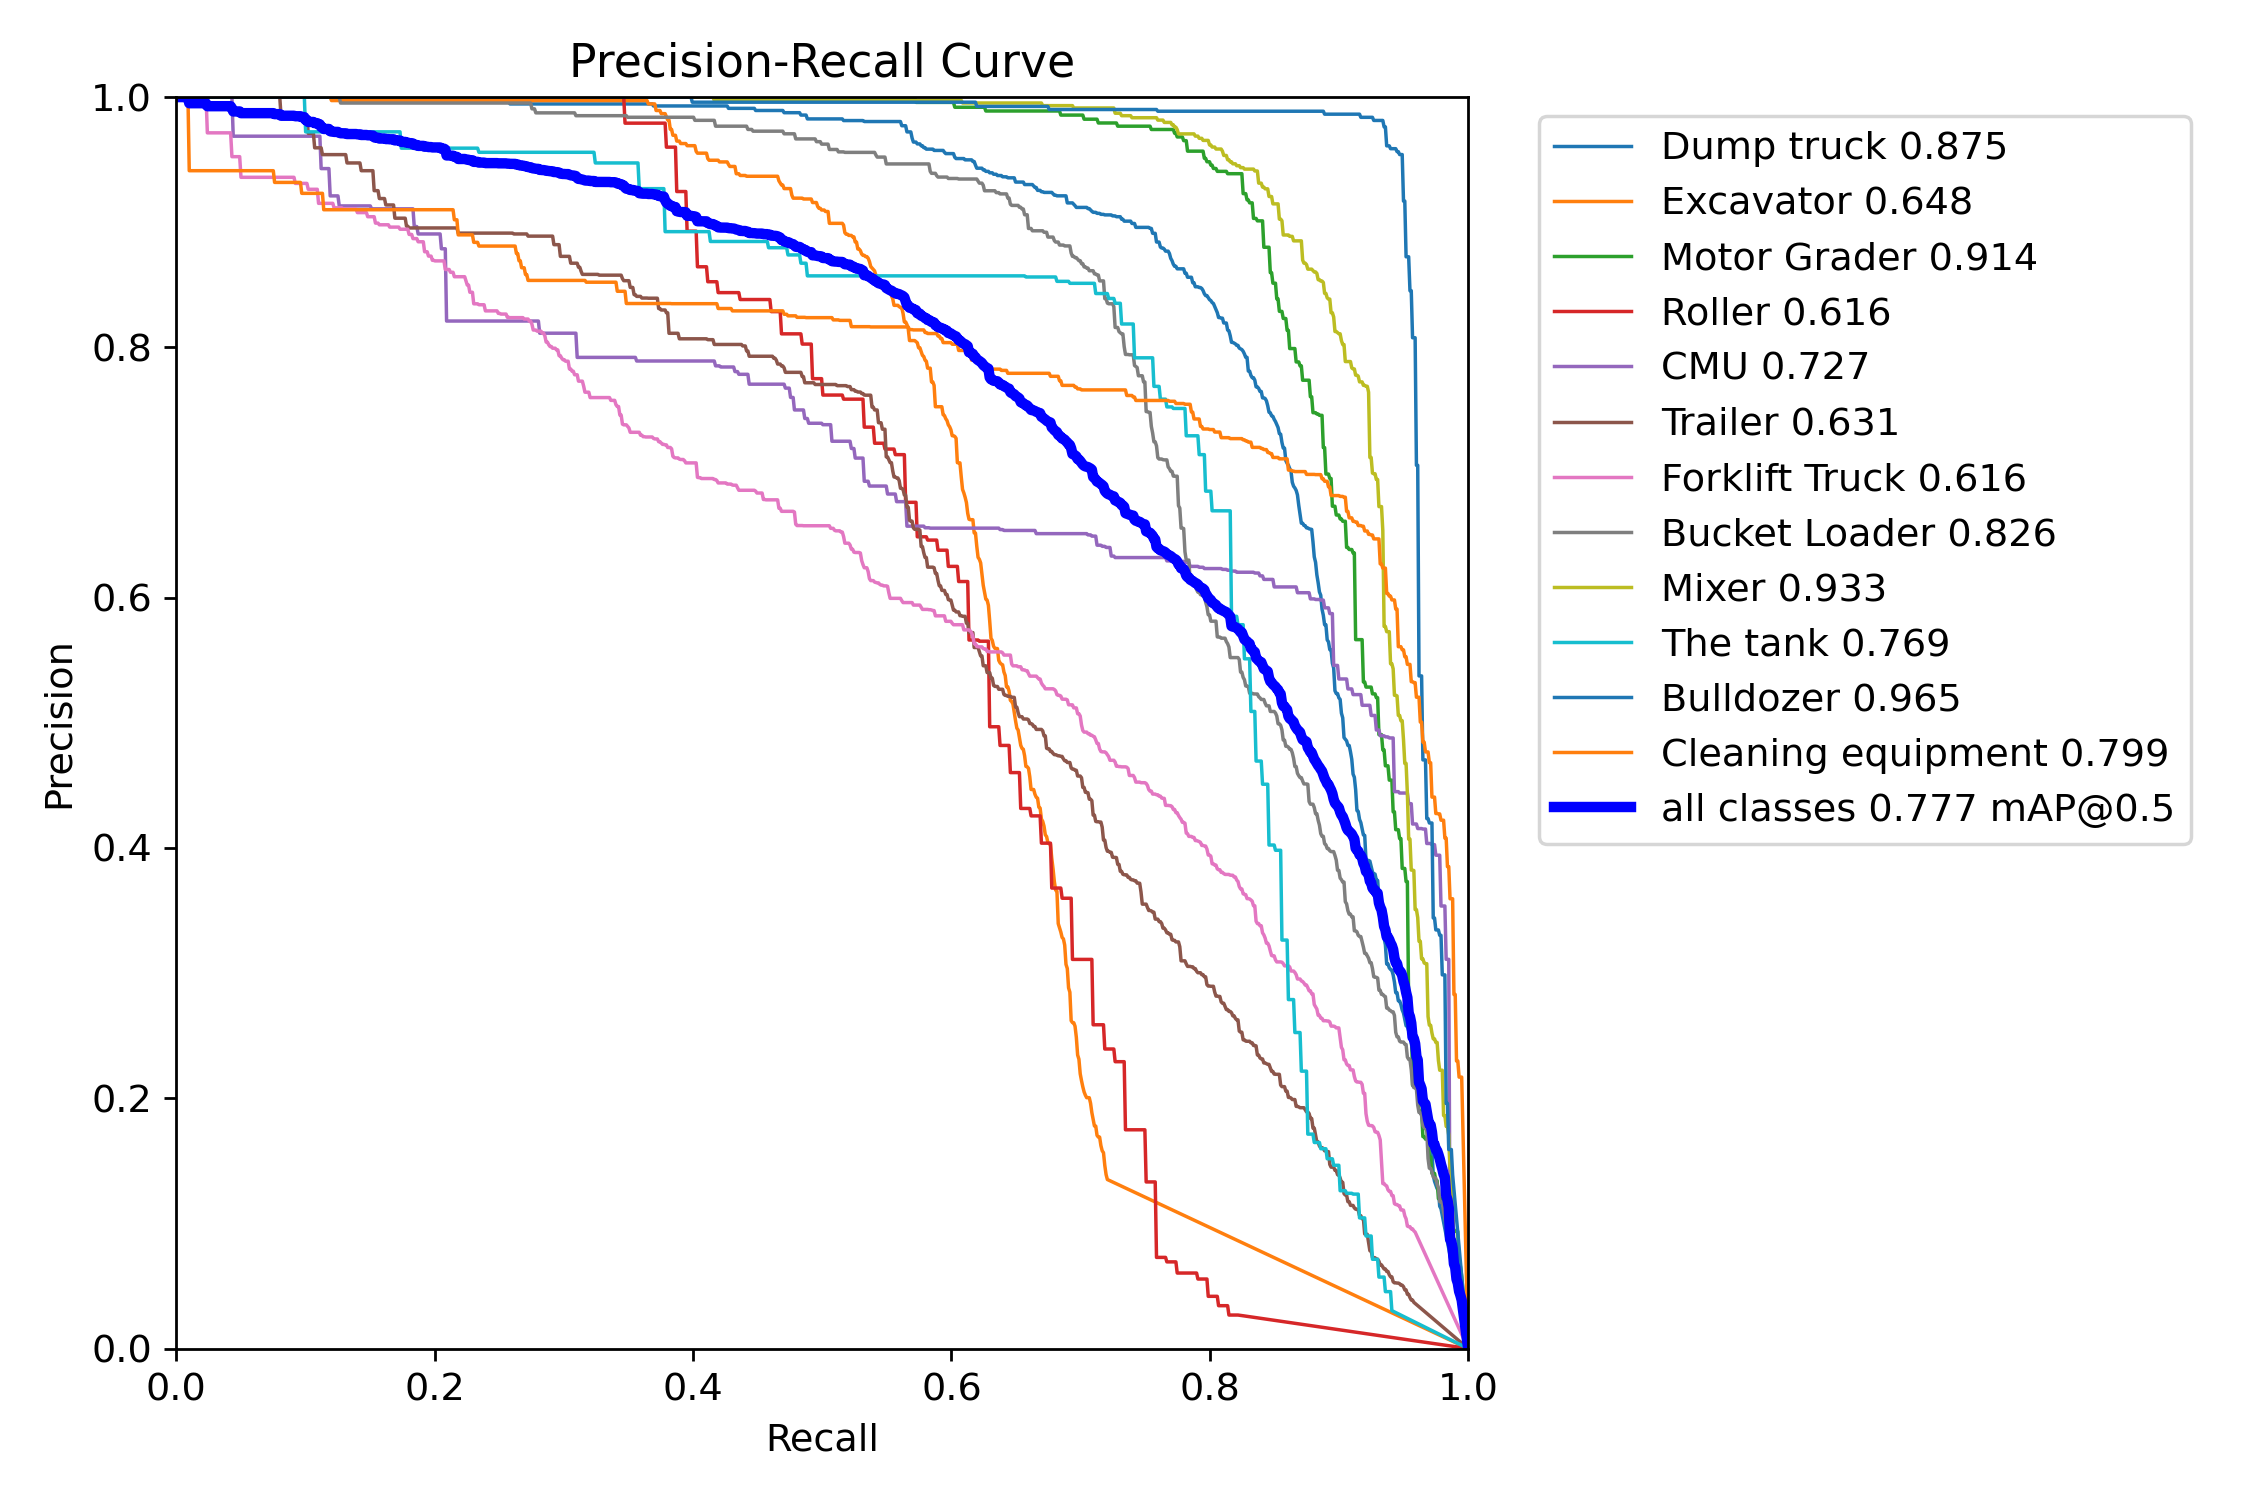 Precision-Recall Curve
1.0
0.8
0.6
0.4
0.2
0.0
Precision
0.0 0.2 0.4 0.6 0.8 1.0
Recall
Dump truck 0.875
Excavator 0.648
Motor Grader 0.914
Roller 0.616
CMU 0.727
Trailer 0.631
Forklift Truck 0.616
Bucket Loader 0.826
Mixer 0.933
The tank 0.769
Bulldozer 0.965
Cleaning equipment 0.799
all classes 0.777 mAP@0.5